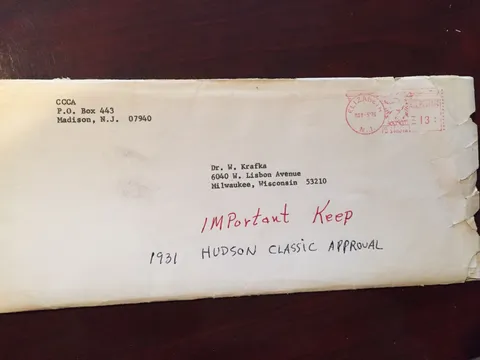 CCCA
P.O. Box 443
Madison, N.J. 07940
ELIZABETH
N.J.
13
Dr. W. Krafka
6040 W. Lisbon Avenue
Milwaukee, Wisconsin 53210
IMPortant Keep
1931 HUDSON CLASSIC APPROVAL